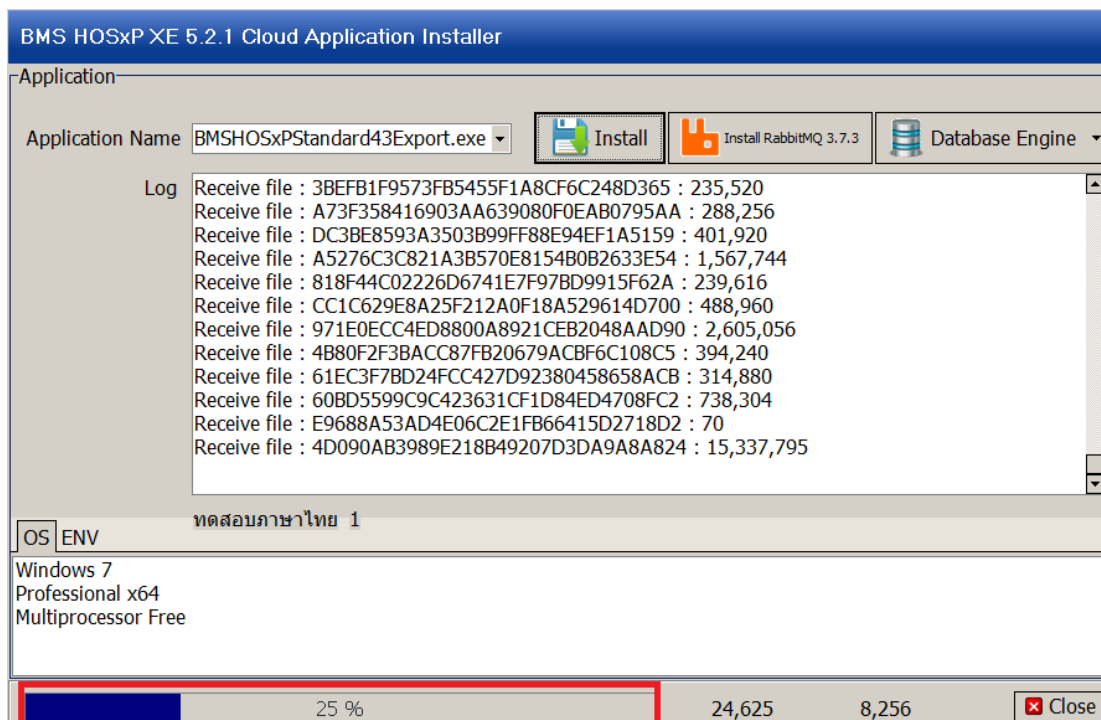 BMS HOSxP XE 5.2.1 Cloud Application Installer
Application
Application Name BMSHOSxPStandard43Export.exe Install Install RabbitMQ 3.7.3 Database Engine
Log
Receive file : 3BEFB1F9573FB5455F1A8CF6C248D365 : 235,520
Receive file : A73F358416903AA639080F0EAB0795AA : 288,256
Receive file : DC3BE8593A3503B99FF88E94EF1A5159 : 401,920
Receive file : A5276C3C821A3B570E8154B0B2633E54 : 1,567,744
Receive file : 818F44C02226D6741E7F97BD9915F62A : 239,616
Receive file : CC1C629E8A25F212A0F18A529614D700 : 488,960
Receive file : 971E0ECC4ED8800A8921CEB2048AAD90 : 2,605,056
Receive file : 4B80F2F3BACC87FB20679ACBF6C108C5 : 394,240
Receive file : 61EC3F7BD24FCC427D92380458658ACB : 314,880
Receive file : 60BD5599C9C423631CF1D84ED4708FC2 : 738,304
Receive file : E9688A53AD4E06C2E1FB66415D2718D2 : 70
Receive file : 4D090AB3989E218B49207D3DA9A8A824 : 15,337,795
ทดสอบภาษาไทย 1
OS ENV
Windows 7
Professional x64
Multiprocessor Free
25 % 24,625 8,256 Close